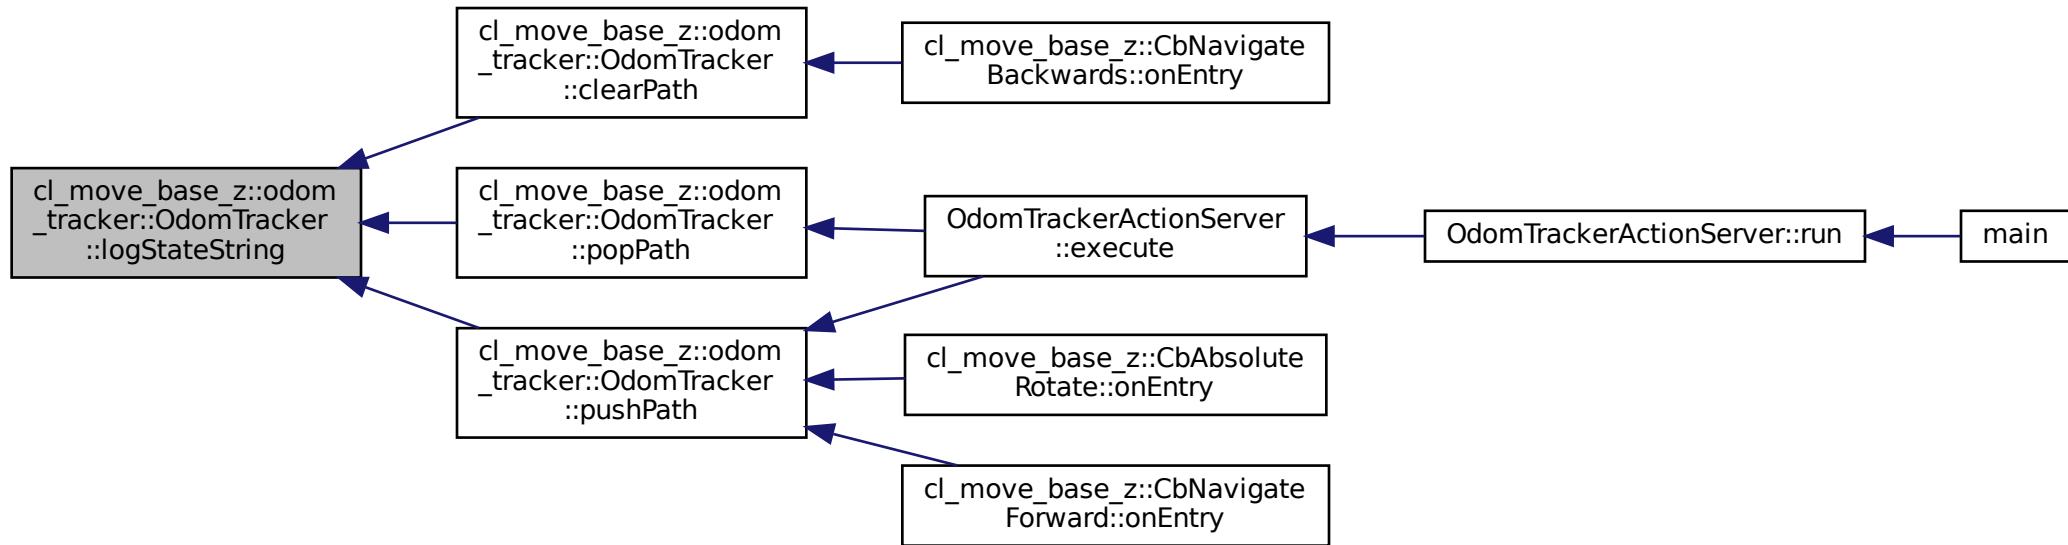 cl_move_base_z::odom
_tracker::OdomTracker
::logStateString
cl_move_base_z::odom
_tracker::OdomTracker
::clearPath
cl_move_base_z::CbNavigate
Backwards::onEntry
cl_move_base_z::odom
_tracker::OdomTracker
::popPath
OdomTrackerActionServer
::execute
OdomTrackerActionServer::run
main
cl_move_base_z::odom
_tracker::OdomTracker
::pushPath
cl_move_base_z::CbAbsolute
Rotate::onEntry
cl_move_base_z::CbNavigate
Forward::onEntry